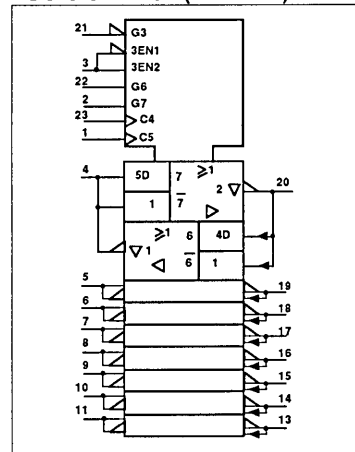 21 G3
3EN1
3 3EN2
22 G6
2 G7
23 C4
1 C5
4 5D 7 ≥1 2 ▽ 20
1 7̅ ▷
≥1 6 4D
▽ 1 ◁ 6̅ 1
5 19
6 18
7 17
8 16
9 15
10 14
11 13